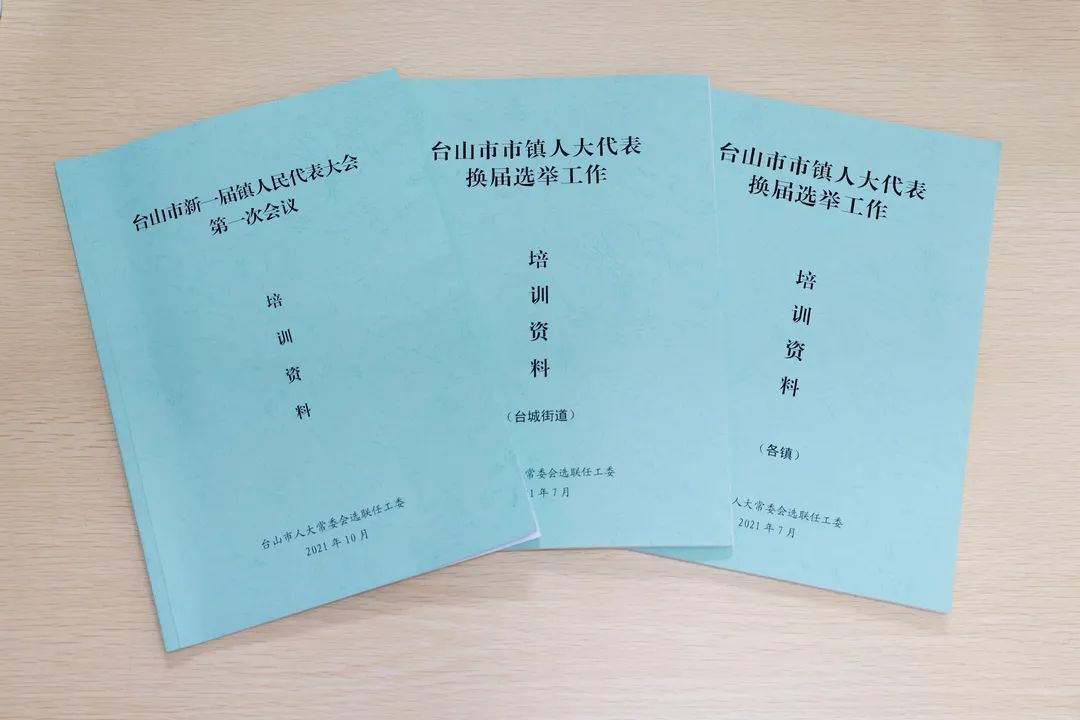 台山市新一届镇人民代表大会
第一次会议
培
训
资
料
台山市人大常委会选联任工委
2021年10月
台山市市镇人大代表
换届选举工作
培
训
资
料
（台城街道）
常委会选联任工委
1年7月
台山市市镇人大代表
换届选举工作
培
训
资
料
（各镇）
人大常委会选联任工委
2021年7月